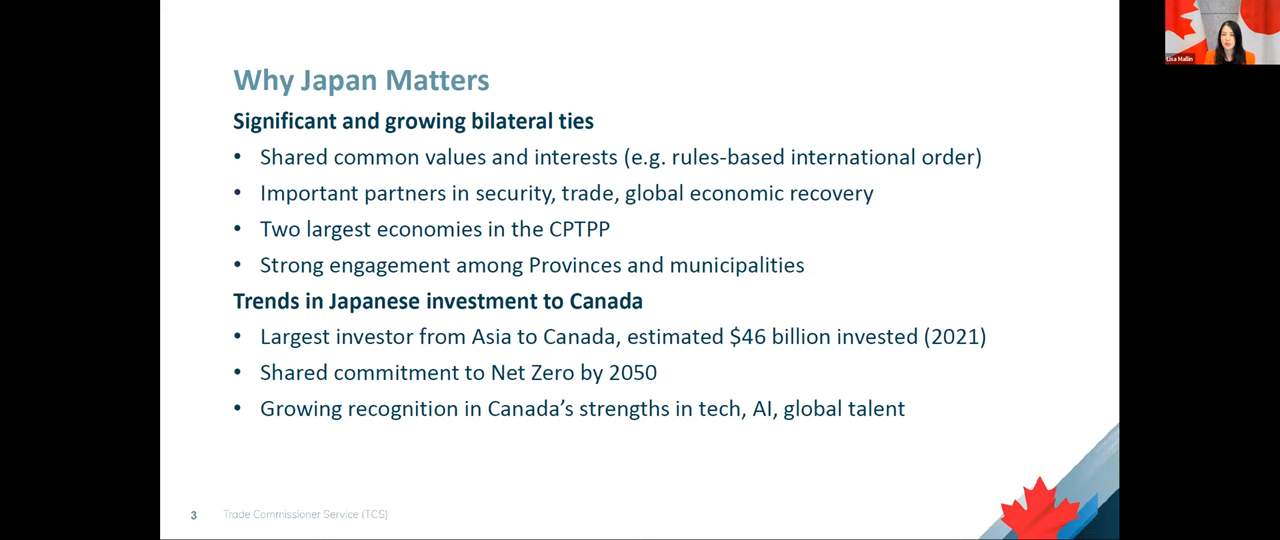 Why Japan Matters
Significant and growing bilateral ties
• Shared common values and interests (e.g. rules-based international order)
• Important partners in security, trade, global economic recovery
• Two largest economies in the CPTPP
• Strong engagement among Provinces and municipalities
Trends in Japanese investment to Canada
• Largest investor from Asia to Canada, estimated $46 billion invested (2021)
• Shared commitment to Net Zero by 2050
• Growing recognition in Canada’s strengths in tech, AI, global talent
3 Trade Commissioner Service (TCS)
Lisa Mallin